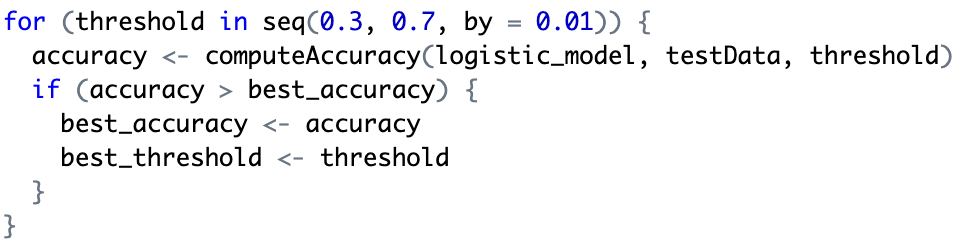 for (threshold in seq(0.3, 0.7, by = 0.01)) {
  accuracy <- computeAccuracy(logistic_model, testData, threshold)
  if (accuracy > best_accuracy) {
    best_accuracy <- accuracy
    best_threshold <- threshold
  }
}